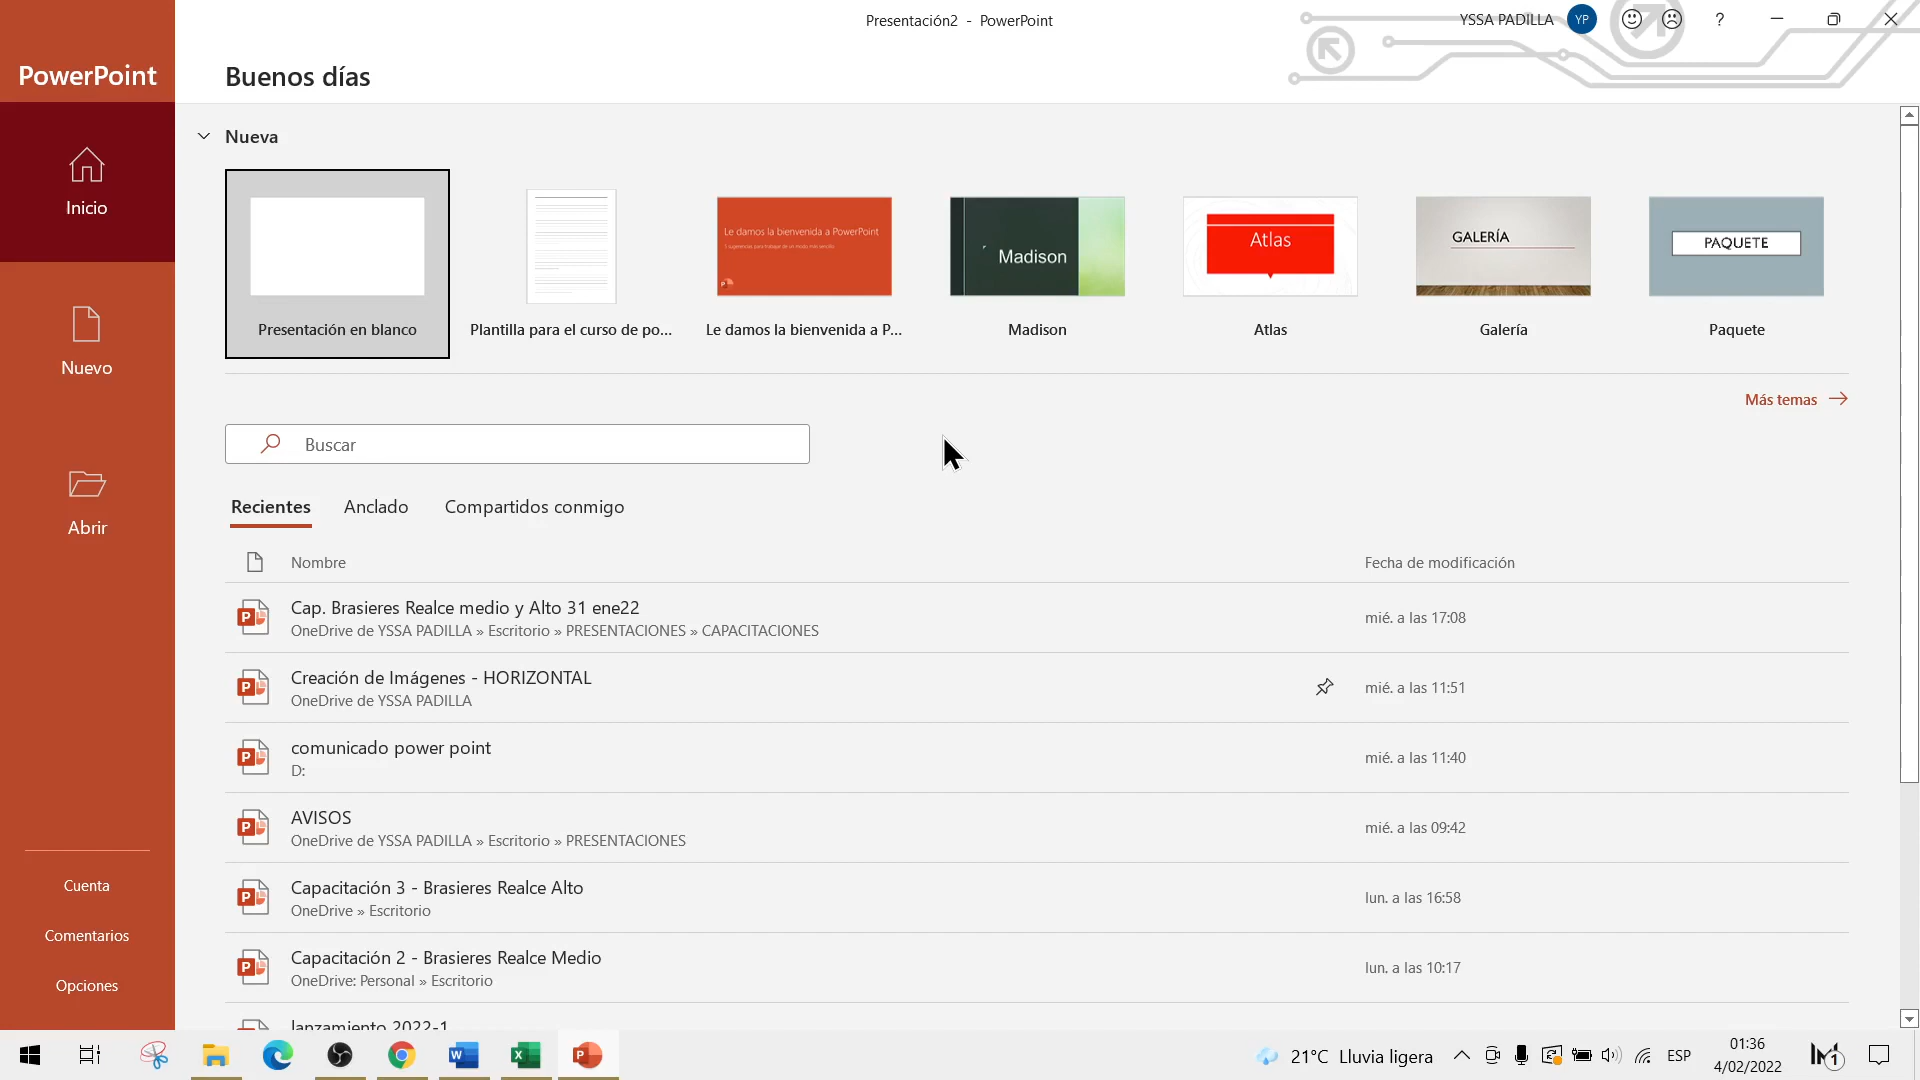 Presentación2 - PowerPoint
YSSA PADILLA
YP
?
PowerPoint
Buenos días
Inicio
Nuevo
Abrir
Cuenta
Comentarios
Opciones
Nueva
Le damos la bienvenida a PowerPoint
Madison
Atlas
GALERÍA
PAQUETE
Presentación en blanco
Plantilla para el curso de po...
Le damos la bienvenida a P...
Madison
Atlas
Galería
Paquete
Más temas
Buscar
Recientes
Anclado
Compartidos conmigo
Nombre
Fecha de modificación
Cap. Brasieres Realce medio y Alto 31 ene22
OneDrive de YSSA PADILLA » Escritorio » PRESENTACIONES » CAPACITACIONES
mié. a las 17:08
Creación de Imágenes - HORIZONTAL
OneDrive de YSSA PADILLA
mié. a las 11:51
comunicado power point
D:
mié. a las 11:40
AVISOS
OneDrive de YSSA PADILLA » Escritorio » PRESENTACIONES
mié. a las 09:42
Capacitación 3 - Brasieres Realce Alto
OneDrive » Escritorio
lun. a las 16:58
Capacitación 2 - Brasieres Realce Medio
OneDrive: Personal » Escritorio
lun. a las 10:17
lanzamiento 2022-1
21°C Lluvia ligera
ESP
01:36
4/02/2022
1